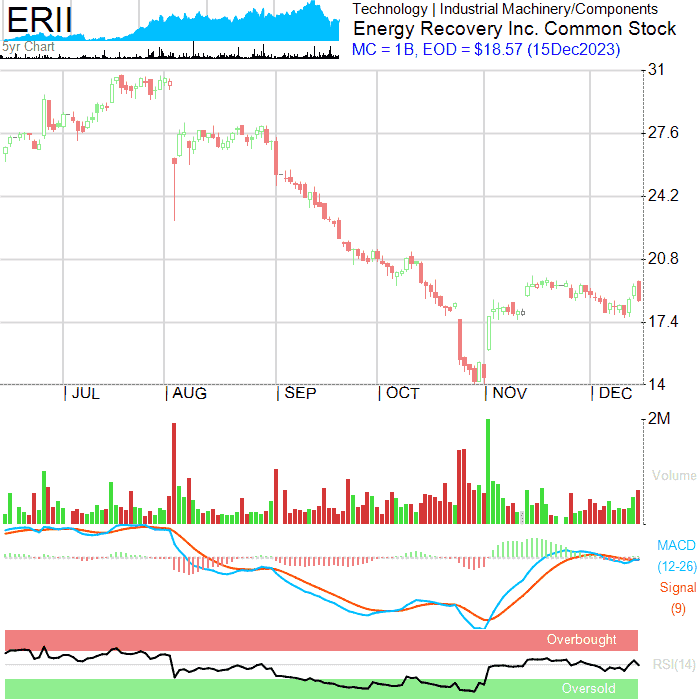 ERII
5yr Chart
Technology | Industrial Machinery/Components
Energy Recovery Inc. Common Stock
MC = 1B, EOD = $18.57 (15Dec2023)
31
27.6
24.2
20.8
17.4
14
| JUL | AUG | SEP | OCT | NOV | DEC
2M
Volume
MACD
(12-26)
Signal
(9)
Overbought
RSI(14)
Oversold